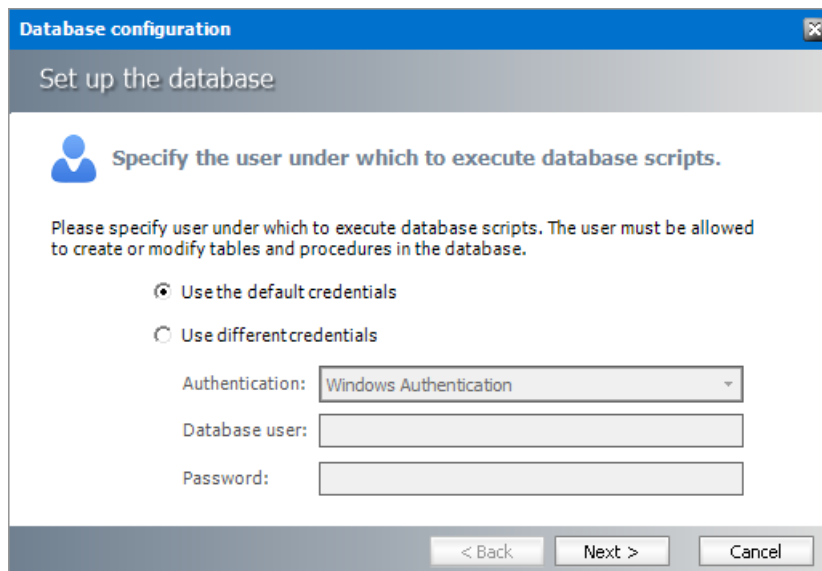 Database configuration
Set up the database
Specify the user under which to execute database scripts.
Please specify user under which to execute database scripts. The user must be allowed
to create or modify tables and procedures in the database.
Use the default credentials
Use different credentials
Authentication: Windows Authentication
Database user:
Password:
< Back Next > Cancel